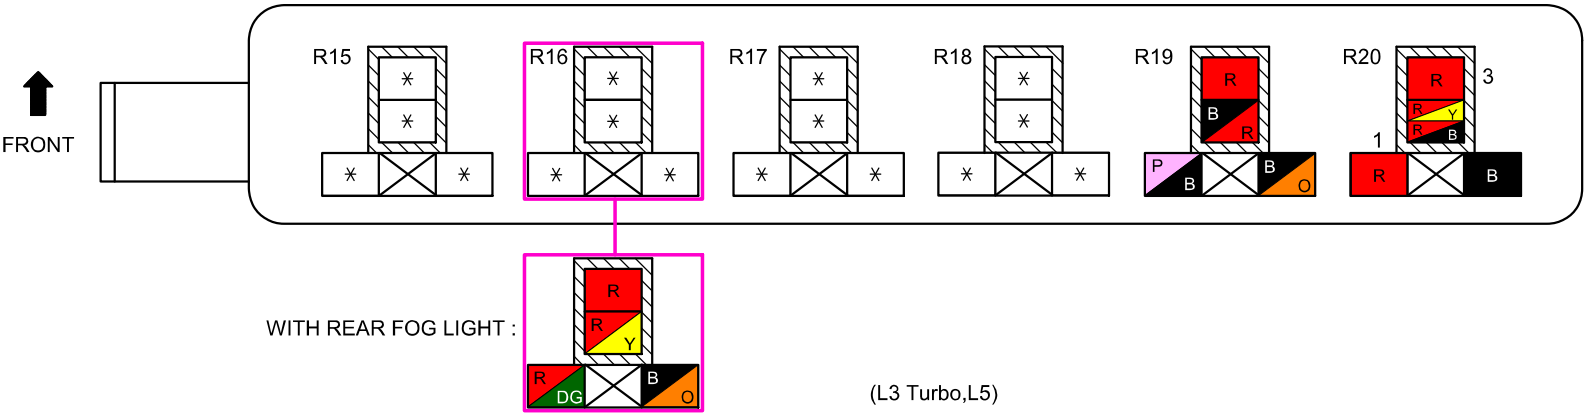 R15 R16 R17 R18 R19 R20
* * * * R R 3
FRONT
* * * * B R R Y
R B
1
* * * * * * * * P B B O R B
R
WITH REAR FOG LIGHT : R Y
R DG B O
(L3 Turbo,L5)